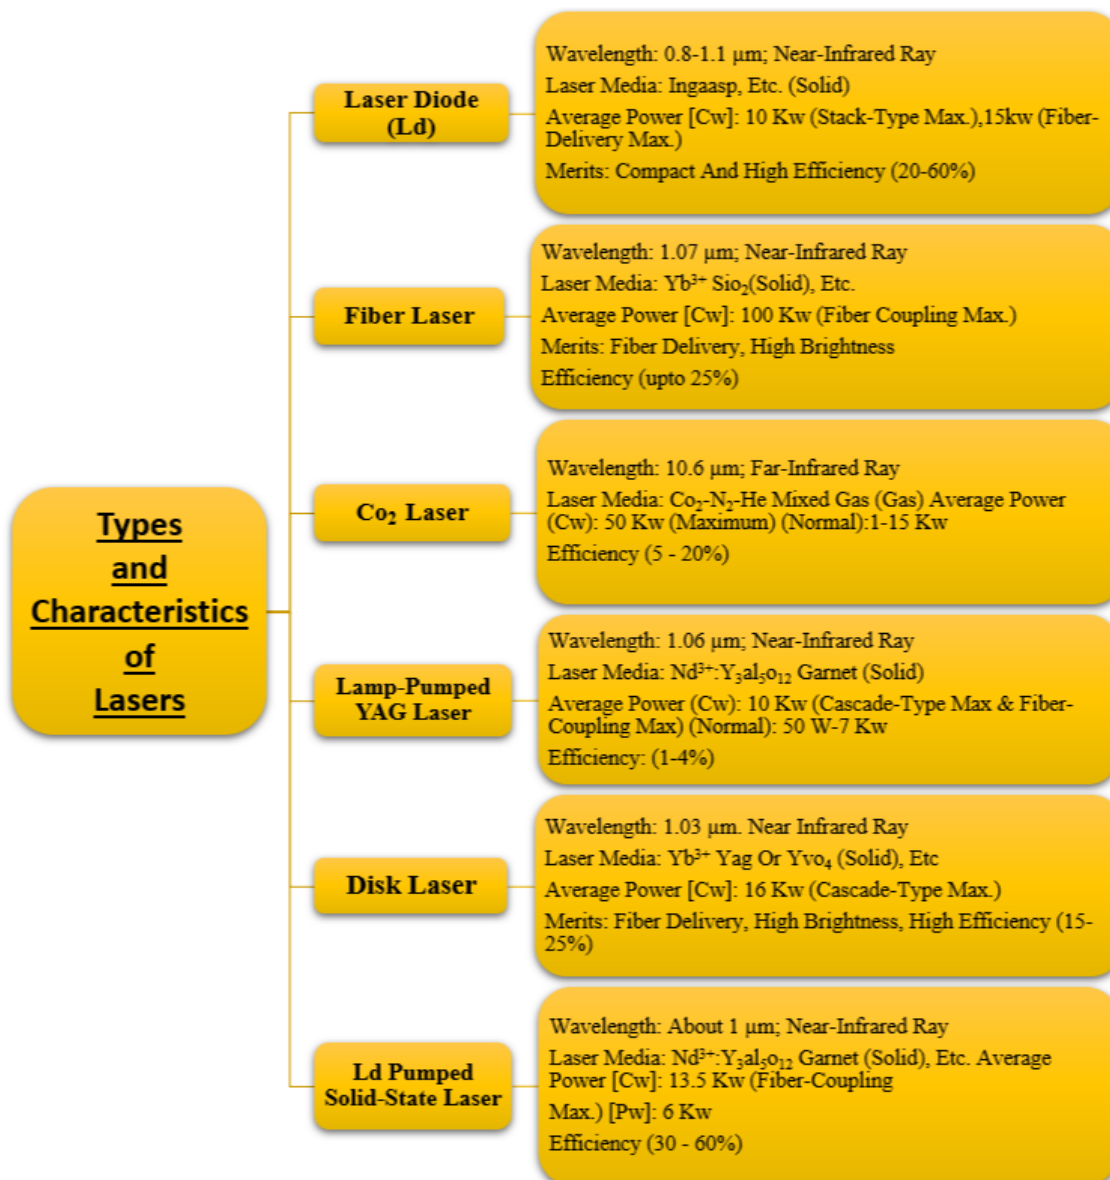 Types
and
Characteristics
of
Lasers
Laser Diode
(Ld)
Wavelength: 0.8-1.1 µm; Near-Infrared Ray
Laser Media: Ingaasp, Etc. (Solid)
Average Power [Cw]: 10 Kw (Stack-Type Max.),15kw (Fiber-
Delivery Max.)
Merits: Compact And High Efficiency (20-60%)
Fiber Laser
Wavelength: 1.07 µm; Near-Infrared Ray
Laser Media: Yb³⁺ Sio₂(Solid), Etc.
Average Power [Cw]: 100 Kw (Fiber Coupling Max.)
Merits: Fiber Delivery, High Brightness
Efficiency (upto 25%)
Co₂ Laser
Wavelength: 10.6 µm; Far-Infrared Ray
Laser Media: Co₂-N₂-He Mixed Gas (Gas) Average Power
(Cw): 50 Kw (Maximum) (Normal):1-15 Kw
Efficiency (5 - 20%)
Lamp-Pumped
YAG Laser
Wavelength: 1.06 µm; Near-Infrared Ray
Laser Media: Nd³⁺:Y₃al₅o₁₂ Garnet (Solid)
Average Power (Cw): 10 Kw (Cascade-Type Max & Fiber-
Coupling Max) (Normal): 50 W-7 Kw
Efficiency: (1-4%)
Disk Laser
Wavelength: 1.03 µm. Near Infrared Ray
Laser Media: Yb³⁺ Yag Or Yvo₄ (Solid), Etc
Average Power [Cw]: 16 Kw (Cascade-Type Max.)
Merits: Fiber Delivery, High Brightness, High Efficiency (15-
25%)
Ld Pumped
Solid-State Laser
Wavelength: About 1 µm; Near-Infrared Ray
Laser Media: Nd³⁺:Y₃al₅o₁₂ Garnet (Solid), Etc. Average
Power [Cw]: 13.5 Kw (Fiber-Coupling
Max.) [Pw]: 6 Kw
Efficiency (30 - 60%)